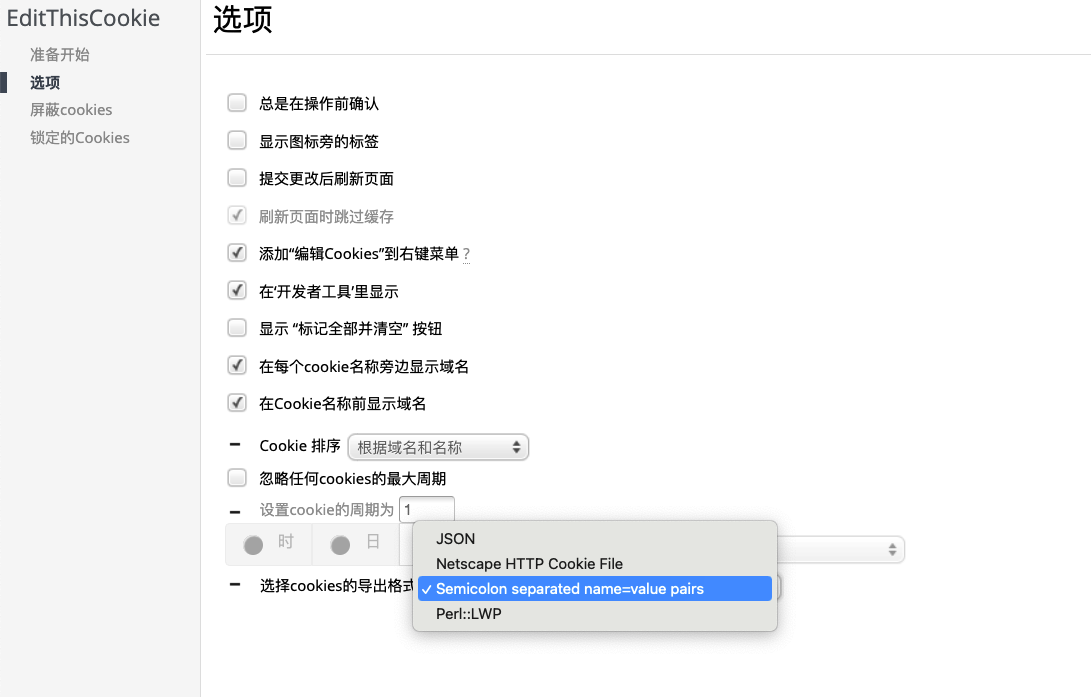 EditThisCookie
准备开始
选项
屏蔽cookies
锁定的Cookies
选项
总是在操作前确认
显示图标旁的标签
提交更改后刷新页面
刷新页面时跳过缓存
添加“编辑Cookies”到右键菜单 ?
在‘开发者工具’里显示
显示 “标记全部并清空” 按钮
在每个cookie名称旁边显示域名
在Cookie名称前显示域名
Cookie 排序 根据域名和名称
忽略任何cookies的最大周期
设置cookie的周期为 1
时 日
选择cookies的导出格式
JSON
Netscape HTTP Cookie File
✓ Semicolon separated name=value pairs
Perl::LWP